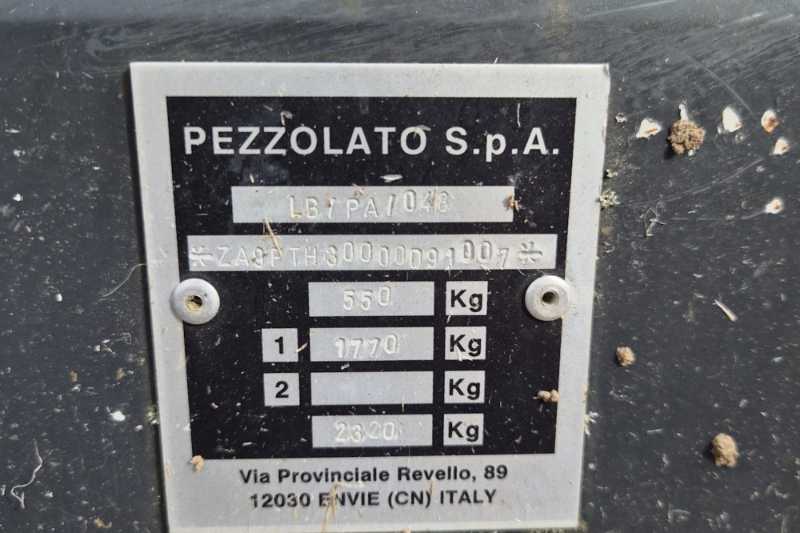 PEZZOLATO S.p.A.
LB/PA/048
*ZA9PTH30000091007*
550 Kg
1 1770 Kg
2 Kg
2320 Kg
Via Provinciale Revello, 89
12030 ENVIE (CN) ITALY